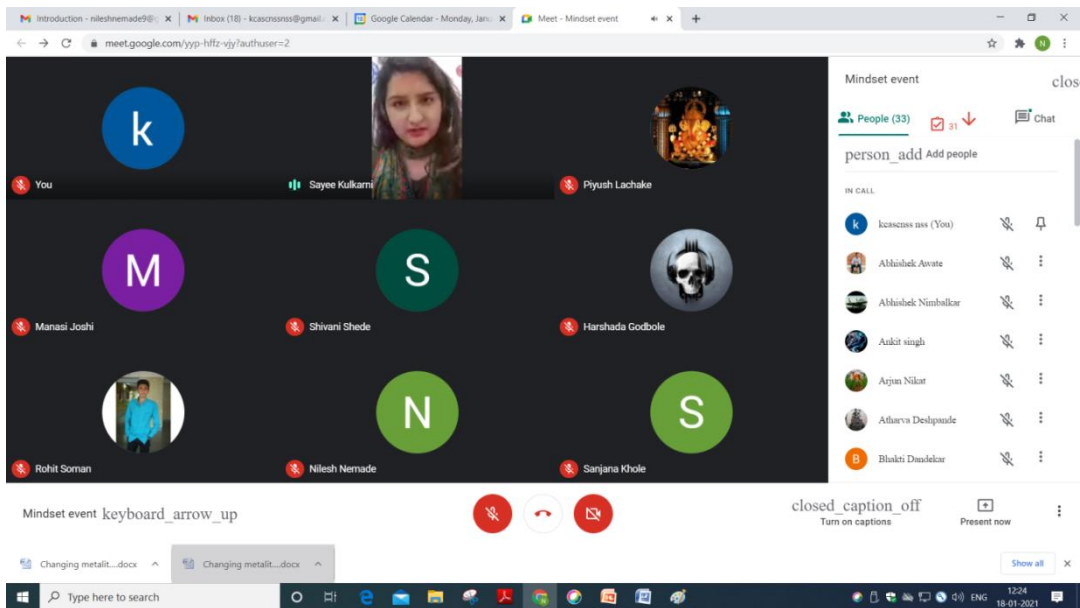 Introduction - nileshnemade9@
Inbox (18) - kcascnssnss@gmail.
Google Calendar - Monday, Janu
Meet - Mindset event
meet.google.com/yyp-hffz-vjy?authuser=2
N
k
You
Sayee Kulkarni
Piyush Lachake
M
Manasi Joshi
S
Shivani Shede
Harshada Godbole
Rohit Soman
N
Nilesh Nemade
S
Sanjana Khole
Mindset event
clos
People (33)
31
Chat
person_add Add people
IN CALL
k
kcasenss nss (You)
Abhishek Awate
Abhishek Nimbalkar
Ankit singh
Arjun Nikat
Atharva Deshpande
B
Bhakti Dandekar
Mindset event keyboard_arrow_up
closed_caption_off
Turn on captions
Present now
Changing metalit....docx
Changing metalit....docx
Show all
Type here to search
ENG
12:24
18-01-2021